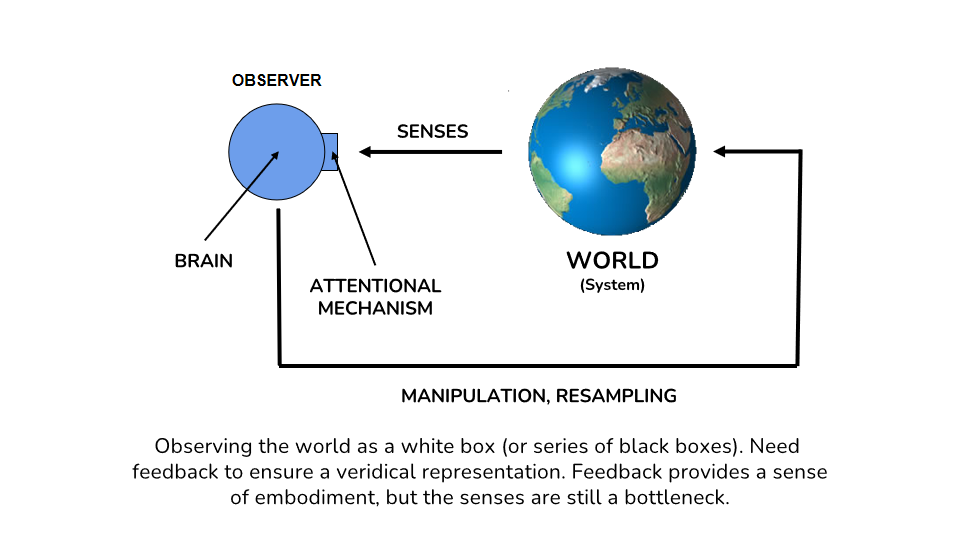 OBSERVER
SENSES
BRAIN
ATTENTIONAL
MECHANISM
WORLD
(System)
MANIPULATION, RESAMPLING
Observing the world as a white box (or series of black boxes). Need
feedback to ensure a veridical representation. Feedback provides a sense
of embodiment, but the senses are still a bottleneck.